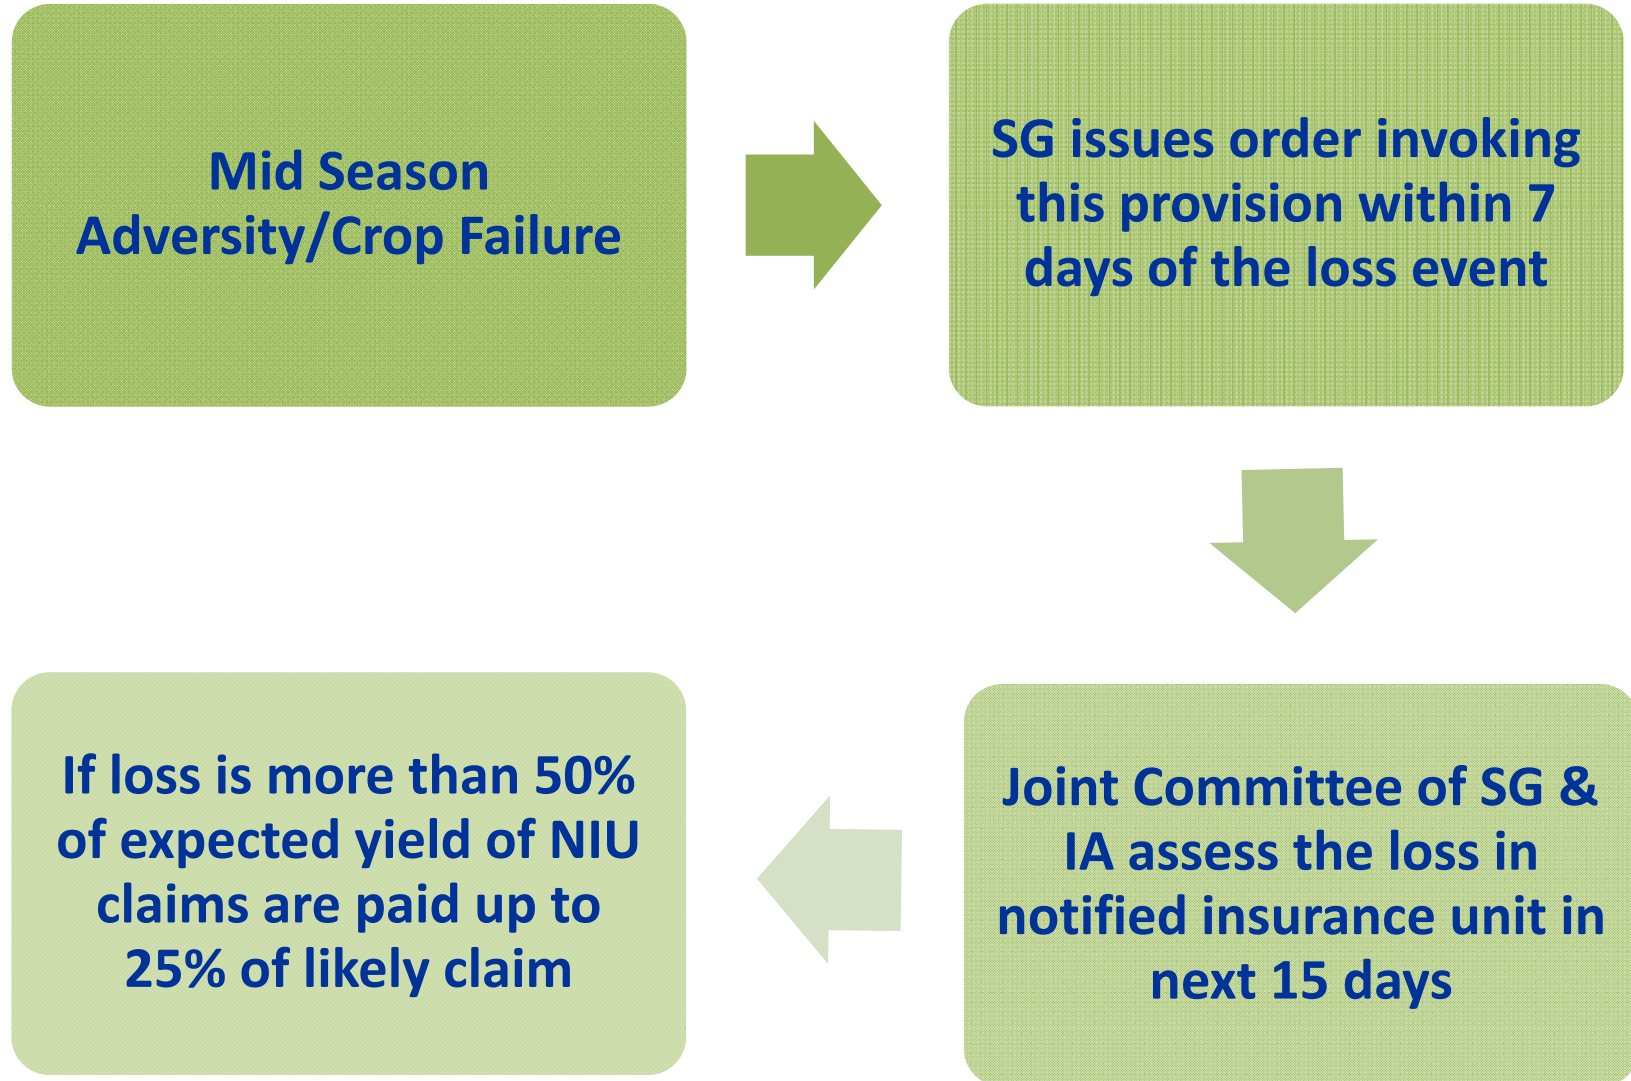 Mid Season
Adversity/Crop Failure
SG issues order invoking
this provision within 7
days of the loss event
Joint Committee of SG &
IA assess the loss in
notified insurance unit in
next 15 days
If loss is more than 50%
of expected yield of NIU
claims are paid up to
25% of likely claim